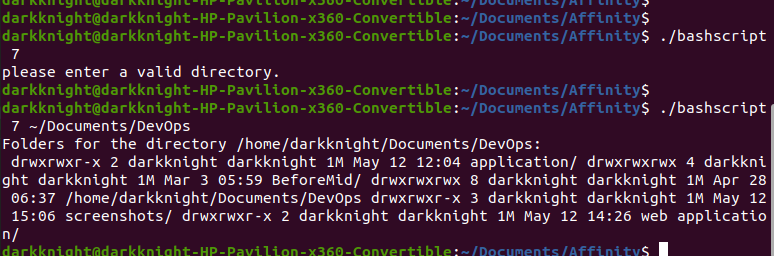 darkknight@darkknight-HP-Pavilion-x360-Convertible:~/Documents/Affinity$
darkknight@darkknight-HP-Pavilion-x360-Convertible:~/Documents/Affinity$
darkknight@darkknight-HP-Pavilion-x360-Convertible:~/Documents/Affinity$ ./bashscript
 7
please enter a valid directory.
darkknight@darkknight-HP-Pavilion-x360-Convertible:~/Documents/Affinity$
darkknight@darkknight-HP-Pavilion-x360-Convertible:~/Documents/Affinity$ ./bashscript
 7 ~/Documents/DevOps
Folders for the directory /home/darkknight/Documents/DevOps:
 drwxrwxr-x 2 darkknight darkknight 1M May 12 12:04 application/ drwxrwxrwx 4 darkkni
ght darkknight 1M Mar 3 05:59 BeforeMid/ drwxrwxrwx 8 darkknight darkknight 1M Apr 28
 06:37 /home/darkknight/Documents/DevOps drwxrwxr-x 3 darkknight darkknight 1M May 12
 15:06 screenshots/ drwxrwxr-x 2 darkknight darkknight 1M May 12 14:26 web applicatio
n/
darkknight@darkknight-HP-Pavilion-x360-Convertible:~/Documents/Affinity$